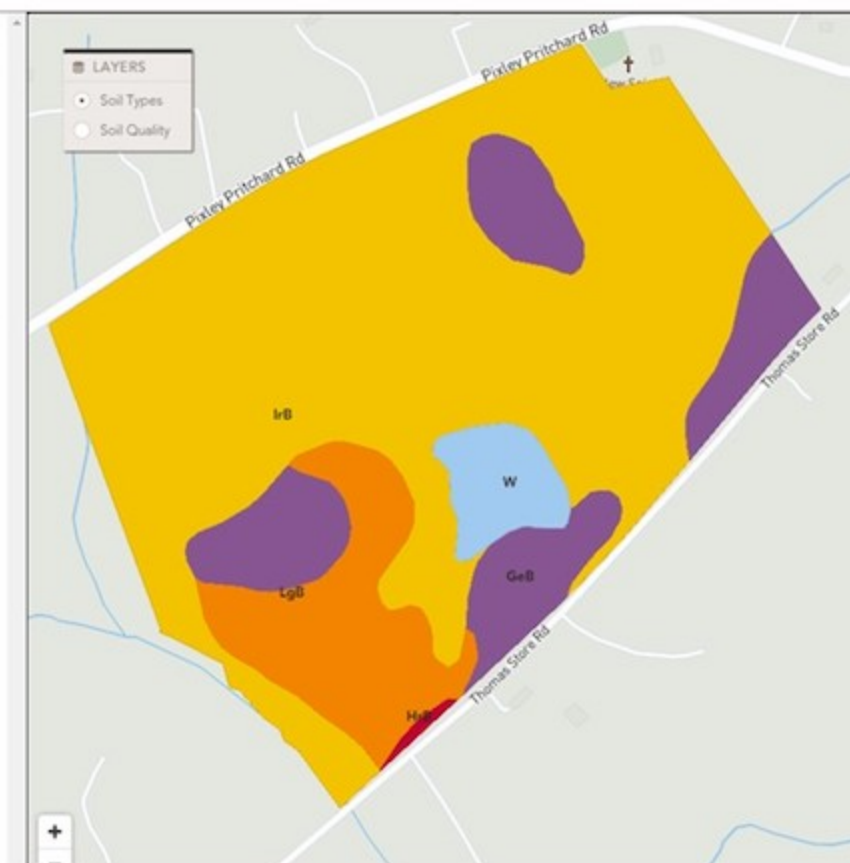 Pixley Pritchard Rd
LAYERS
Soil Types
Soil Quality
Pixley Pritchard Rd
Thomas Store Rd
IrB
W
GeB
LgB
Thomas Store Rd
+